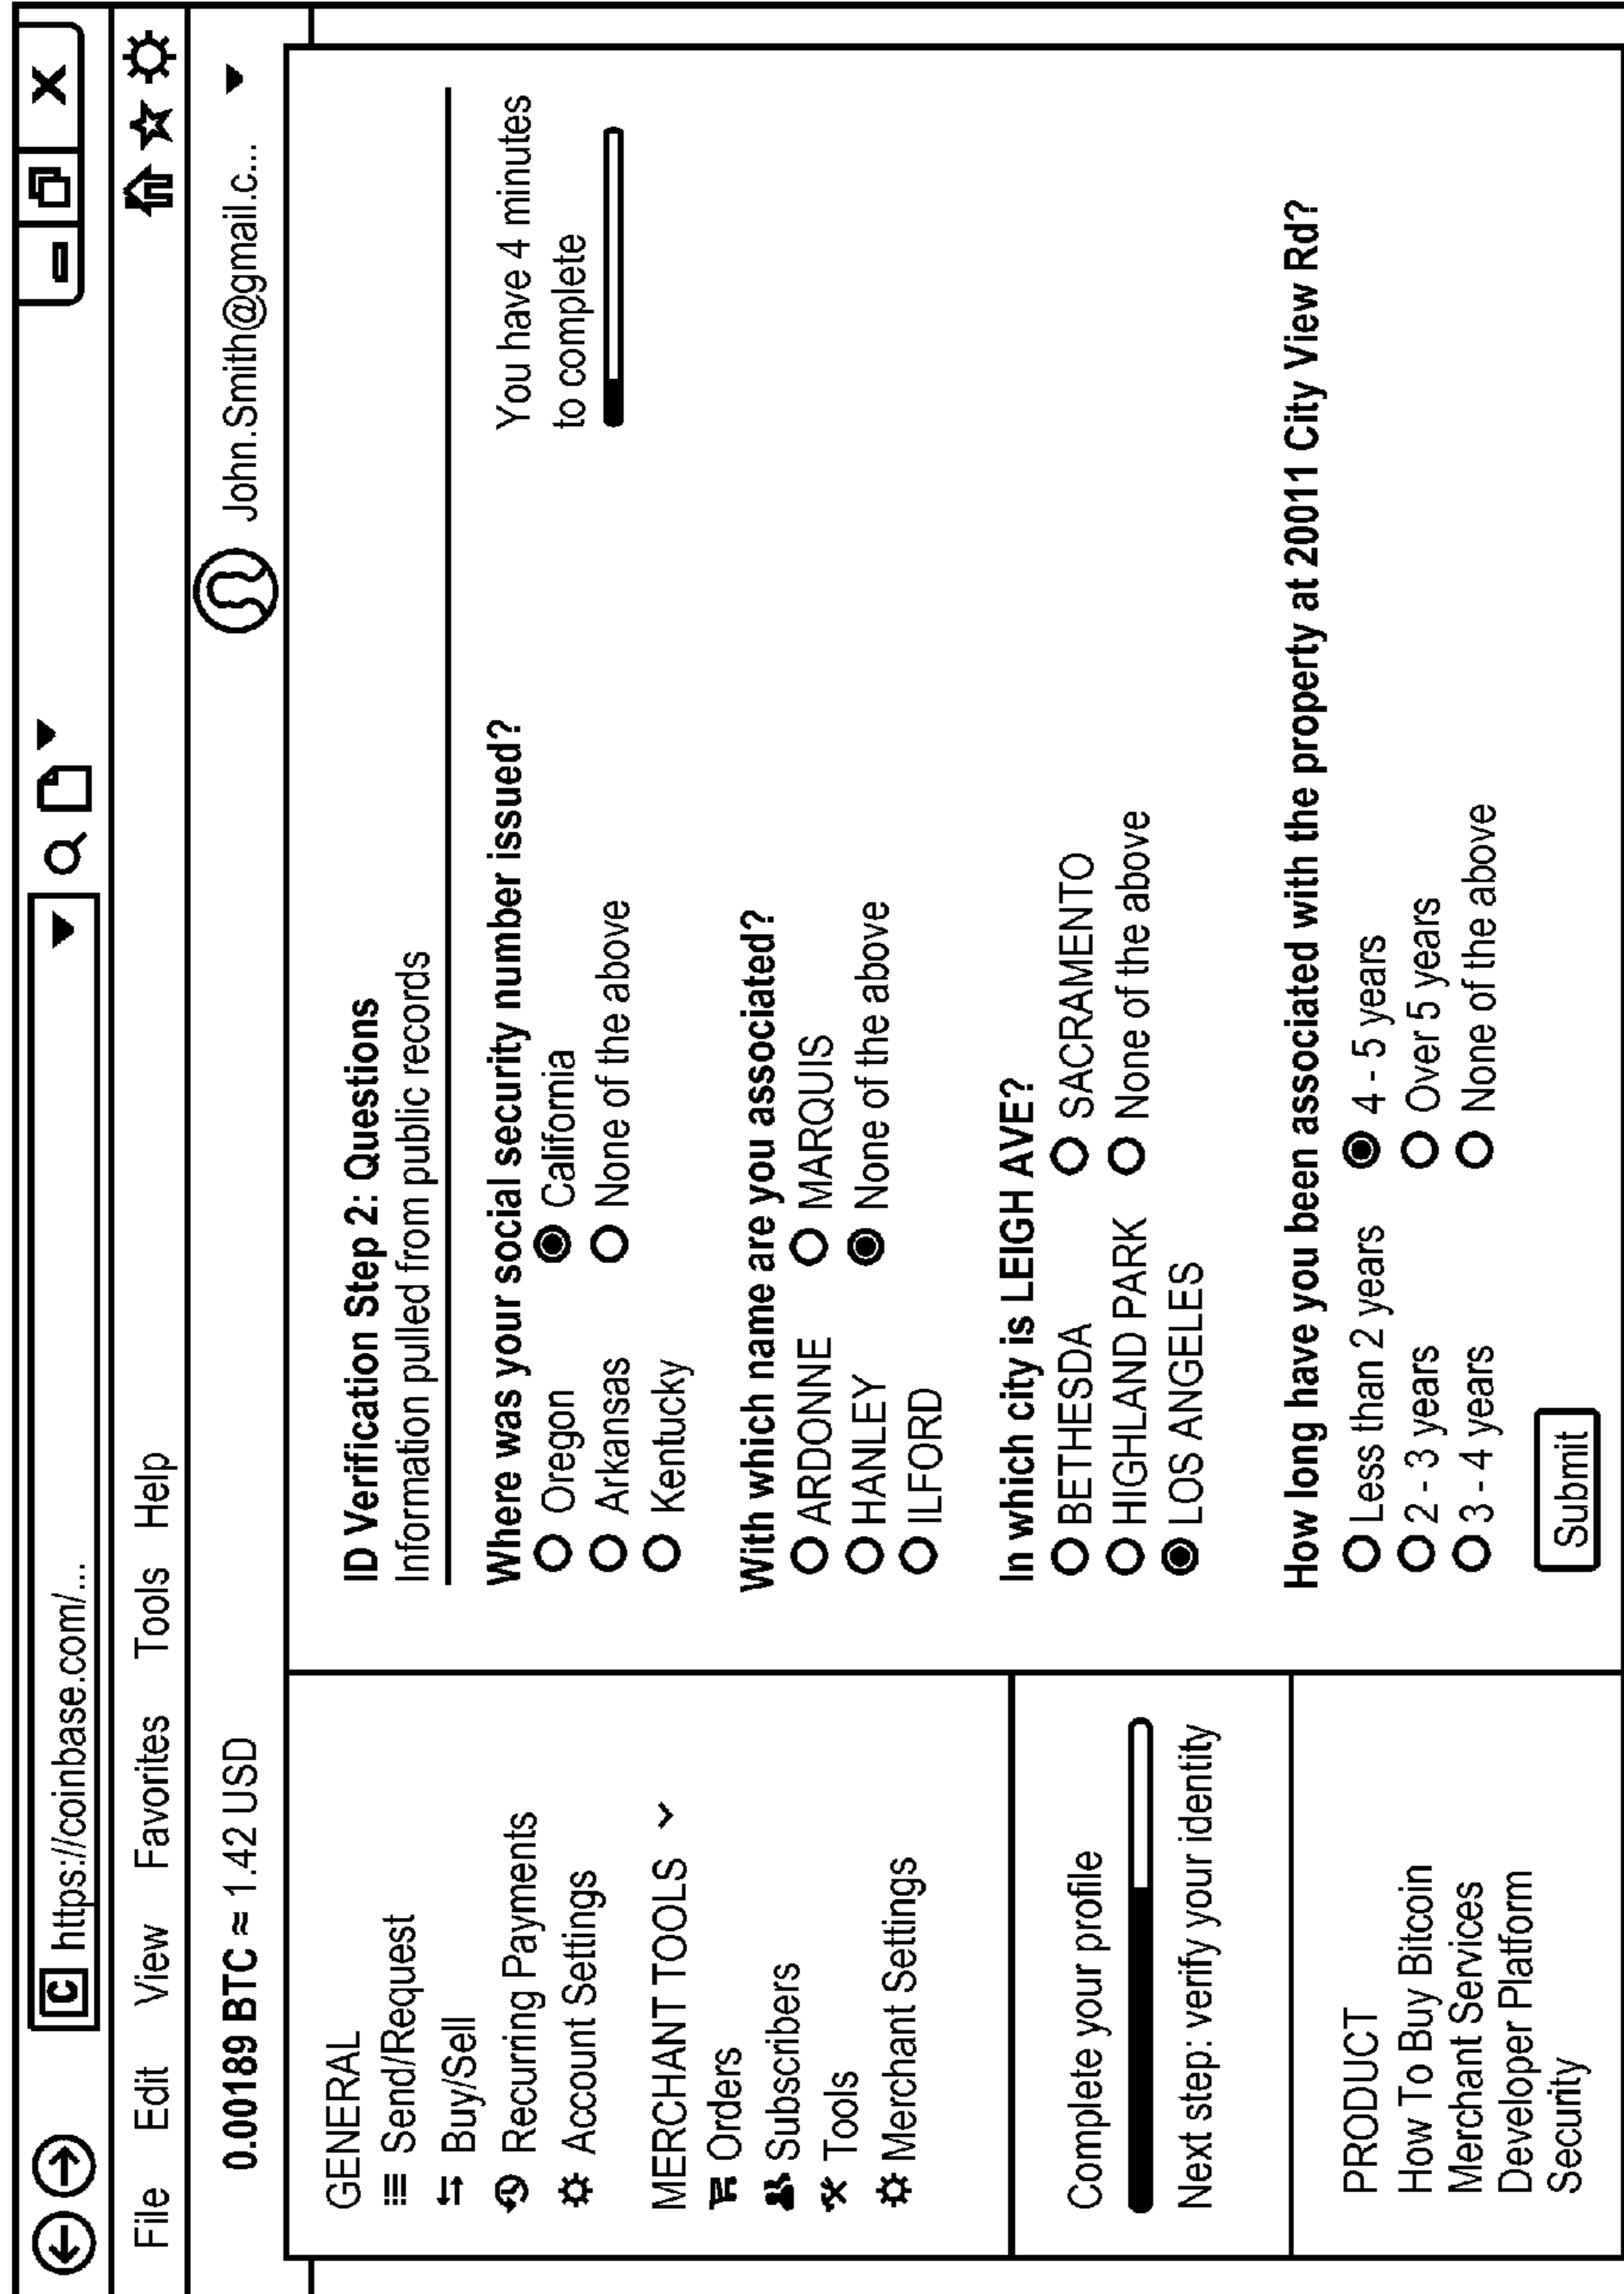 C https://coinbase.com/...
X
File Edit View Favorites Tools Help
0.00189 BTC ≈ 1.42 USD
John.Smith@gmail.c...
GENERAL
Send/Request
Buy/Sell
Recurring Payments
Account Settings
MERCHANT TOOLS
Orders
Subscribers
Tools
Merchant Settings
Complete your profile
Next step: verify your identity
PRODUCT
How To Buy Bitcoin
Merchant Services
Developer Platform
Security
ID Verification Step 2: Questions
Information pulled from public records
You have 4 minutes
to complete
Where was your social security number issued?
Oregon California
Arkansas None of the above
Kentucky
With which name are you associated?
ARDONNE MARQUIS
HANLEY None of the above
ILFORD
In which city is LEIGH AVE?
BETHESDA SACRAMENTO
HIGHLAND PARK None of the above
LOS ANGELES
How long have you been associated with the property at 20011 City View Rd?
Less than 2 years 4 - 5 years
2 - 3 years Over 5 years
3 - 4 years None of the above
Submit